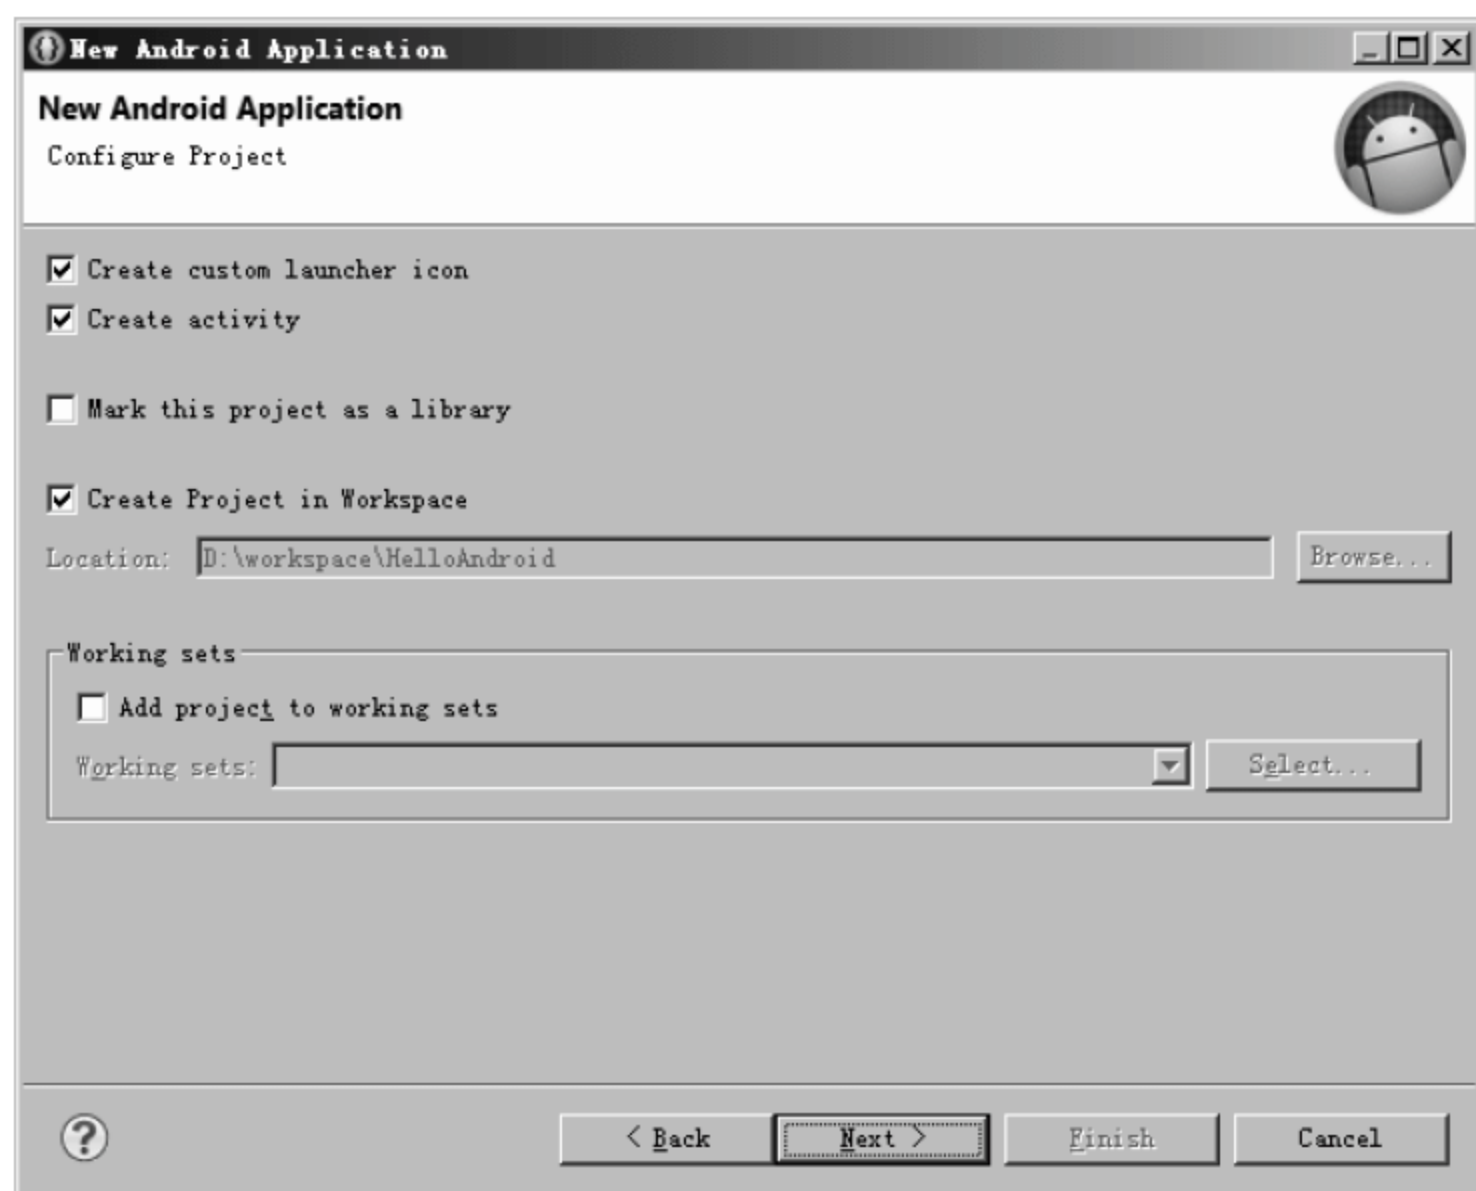 New Android Application
New Android Application
Configure Project
Create custom launcher icon
Create activity
Mark this project as a library
Create Project in Workspace
Location: D:\workspace\HelloAndroid Browse...
Working sets
Add project to working sets
Working sets: Select...
? < Back Next > Finish Cancel